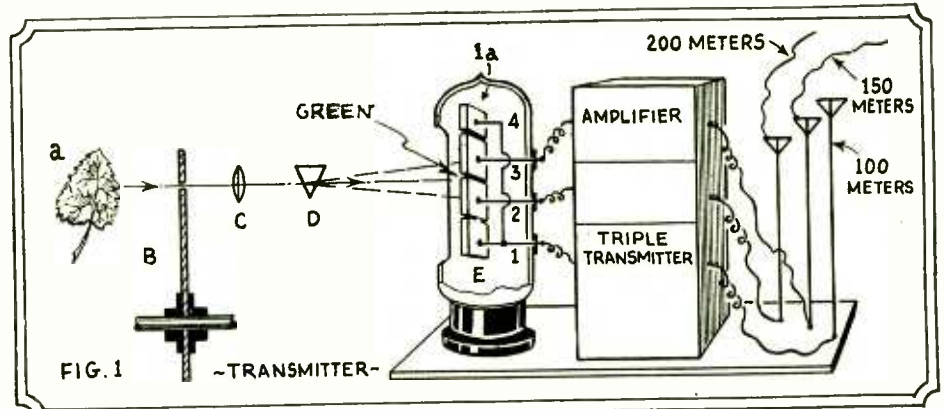 a
B
C
D
GREEN
1a
4
3
2
1
E
AMPLIFIER
TRIPLE
TRANSMITTER
200 METERS
150
METERS
100
METERS
FIG. 1
~TRANSMITTER~